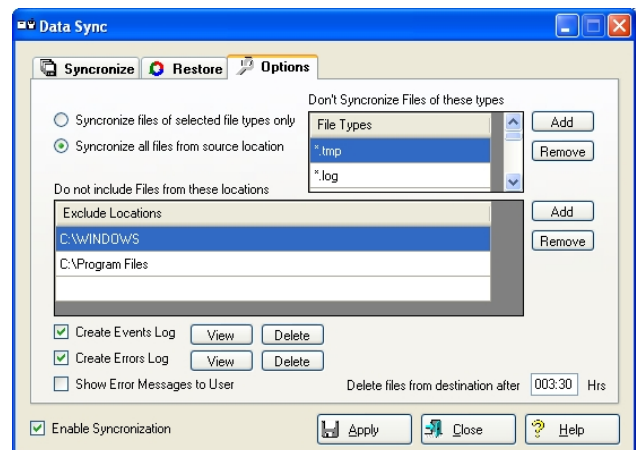 Data Sync
Syncronize Restore Options
Don't Syncronize Files of these types
Syncronize files of selected file types only
File Types
Add
Syncronize all files from source location
*.tmp
Remove
*.log
Do not include Files from these locations
Exclude Locations
Add
C:\WINDOWS
Remove
C:\Program Files
Create Events Log View Delete
Create Errors Log View Delete
Show Error Messages to User
Delete files from destination after 003:30 Hrs
Enable Syncronization
Apply Close Help